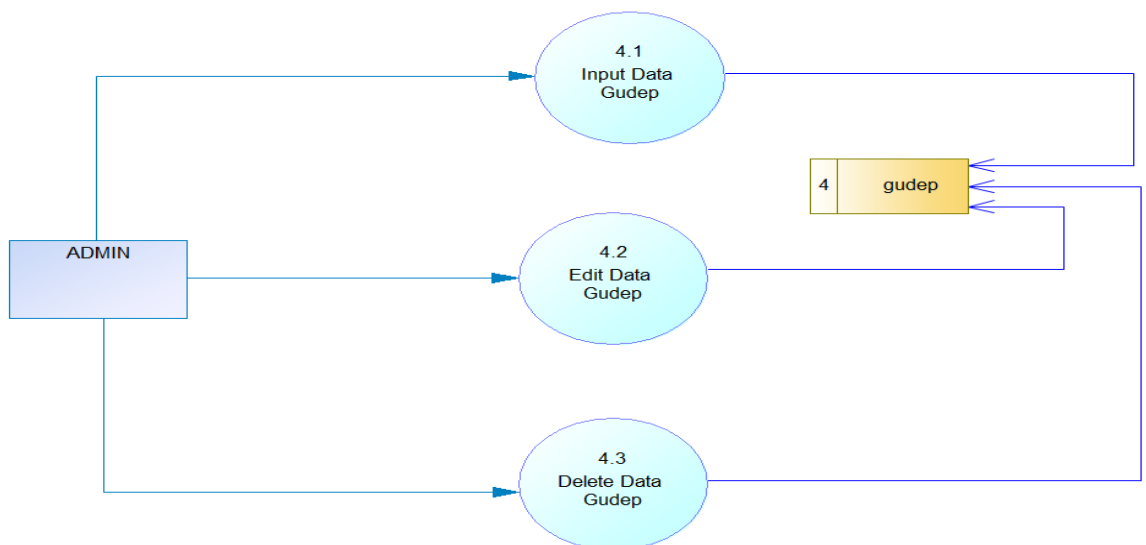 4.1
Input Data
Gudep
4 gudep
ADMIN
4.2
Edit Data
Gudep
4.3
Delete Data
Gudep